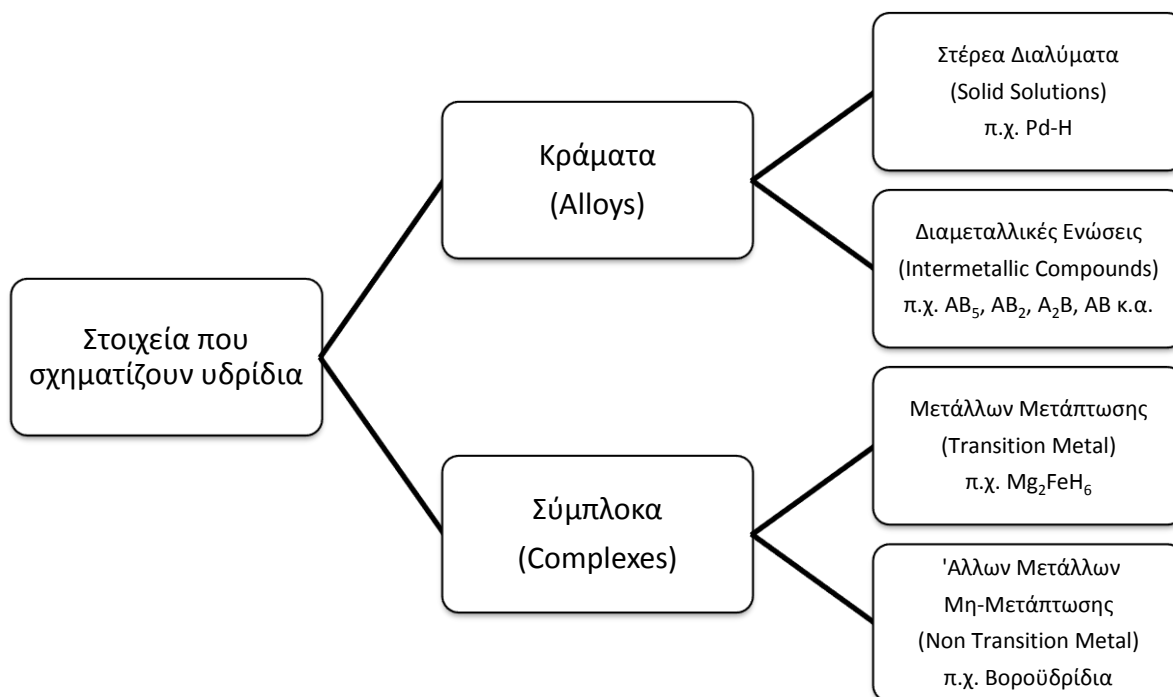 Στοιχεία που
σχηματίζουν υδρίδια
Κράματα
(Alloys)
Στέρεα Διαλύματα
(Solid Solutions)
π.χ. Pd-H
Διαμεταλλικές Ενώσεις
(Intermetallic Compounds)
π.χ. AB₅, AB₂, A₂B, AB κ.α.
Σύμπλοκα
(Complexes)
Μετάλλων Μετάπτωσης
(Transition Metal)
π.χ. Mg₂FeH₆
'Αλλων Μετάλλων
Μη-Μετάπτωσης
(Non Transition Metal)
π.χ. Βοροϋδρίδια